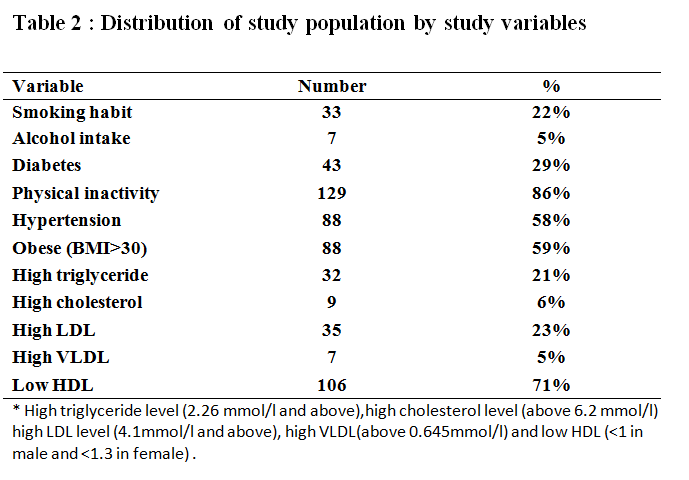 Table 2 : Distribution of study population by study variables
Variable Number %
Smoking habit 33 22%
Alcohol intake 7 5%
Diabetes 43 29%
Physical inactivity 129 86%
Hypertension 88 58%
Obese (BMI>30) 88 59%
High triglyceride 32 21%
High cholesterol 9 6%
High LDL 35 23%
High VLDL 7 5%
Low HDL 106 71%
* High triglyceride level (2.26 mmol/l and above),high cholesterol level (above 6.2 mmol/l)
high LDL level (4.1mmol/l and above), high VLDL(above 0.645mmol/l) and low HDL (<1 in
male and <1.3 in female) .